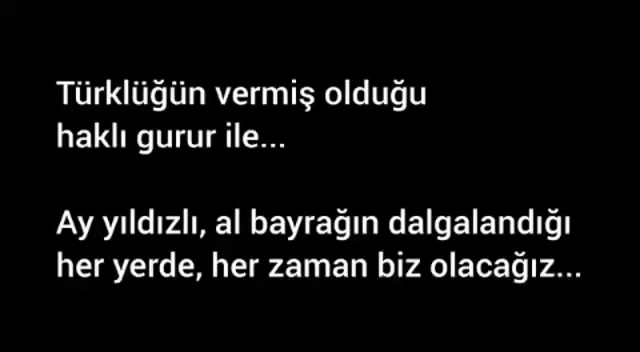 Türklüğün vermiş olduğu
haklı gurur ile...
Ay yıldızlı, al bayrağın dalgalandığı
her yerde, her zaman biz olacağız...